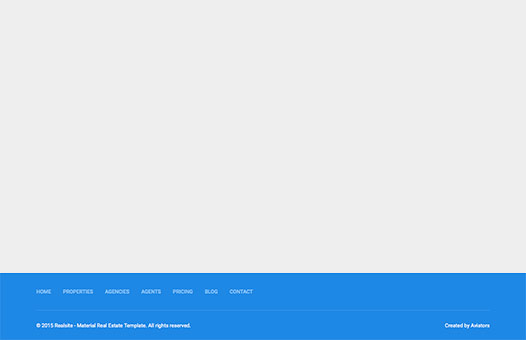 HOME PROPERTIES AGENCIES AGENTS PRICING BLOG CONTACT
© 2015 Realsite - Material Real Estate Template. All rights reserved. Created by Aviators